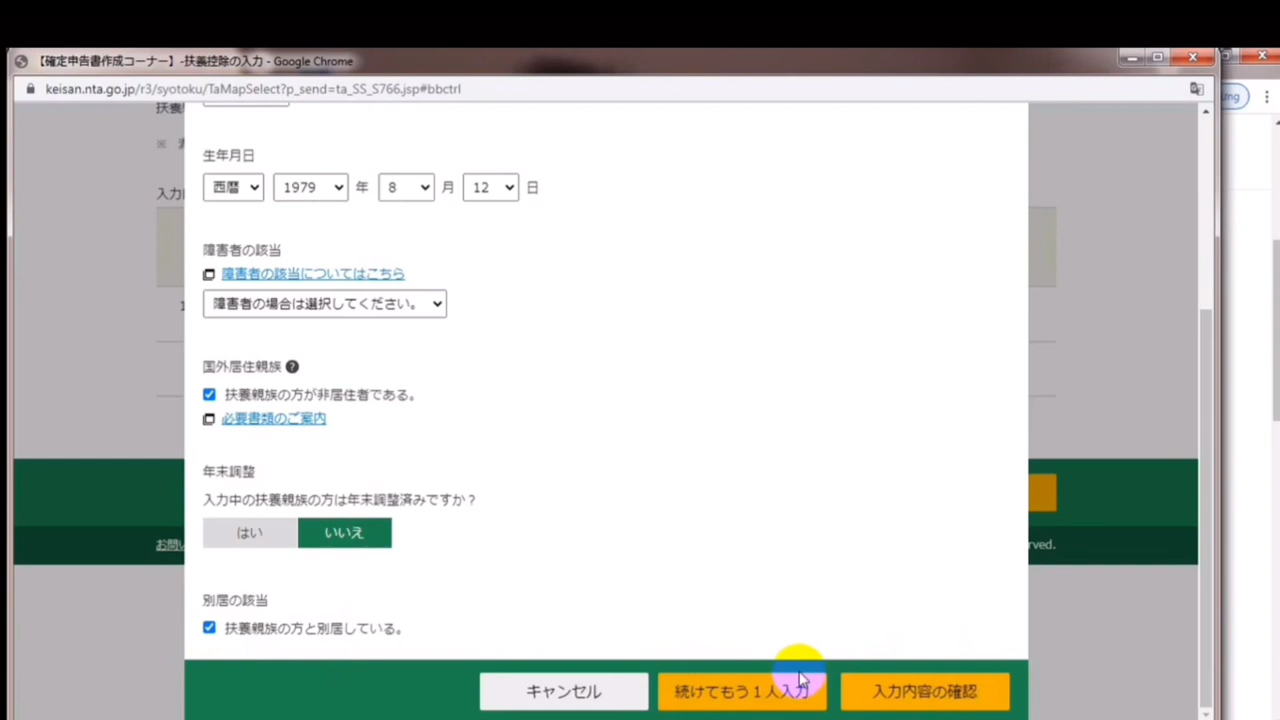 【確定申告書作成コーナー】-扶養控除の入力 - Google Chrome
keisan.nta.go.jp/r3/syotoku/TaMapSelect?p_send=ta_SS_S766.jsp#bbctrl
扶養
※
生年月日
西暦 1979 年 8 月 12 日
入力
障害者の該当
障害者の該当についてはこちら
障害者の場合は選択してください。
1
国外居住親族 ?
扶養親族の方が非居住者である。
必要書類のご案内
年末調整
入力中の扶養親族の方は年末調整済みですか？
はい いいえ
お問い
rved.
別居の該当
扶養親族の方と別居している。
キャンセル 続けてもう１人入力 入力内容の確認